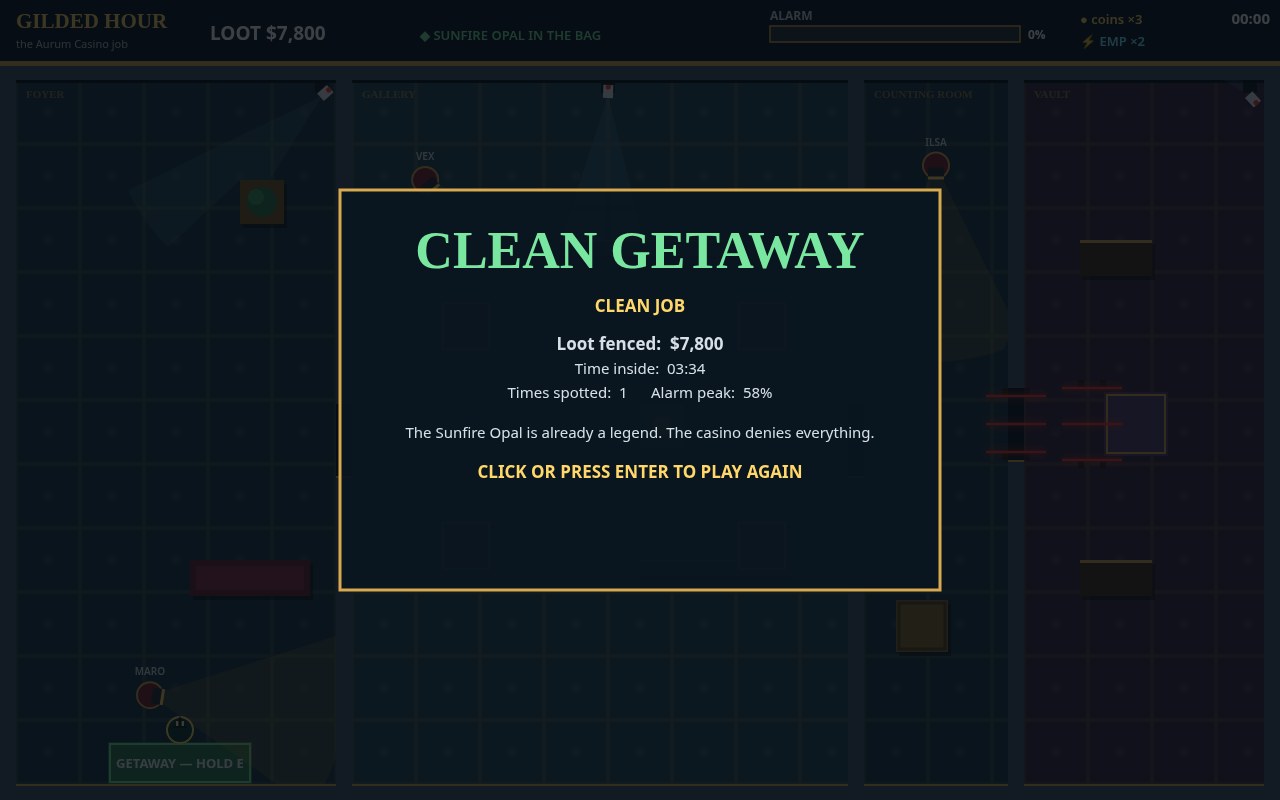 GILDED HOUR
the Aurum Casino job
LOOT $7,800
◆ SUNFIRE OPAL IN THE BAG
ALARM
0%
● coins ×3
⚡ EMP ×2
00:00
FOYER
GALLERY
COUNTING ROOM
VAULT
VEX
ILSA
CLEAN GETAWAY
CLEAN JOB
Loot fenced: $7,800
Time inside: 03:34
Times spotted: 1 Alarm peak: 58%
The Sunfire Opal is already a legend. The casino denies everything.
CLICK OR PRESS ENTER TO PLAY AGAIN
MARO
GETAWAY — HOLD E